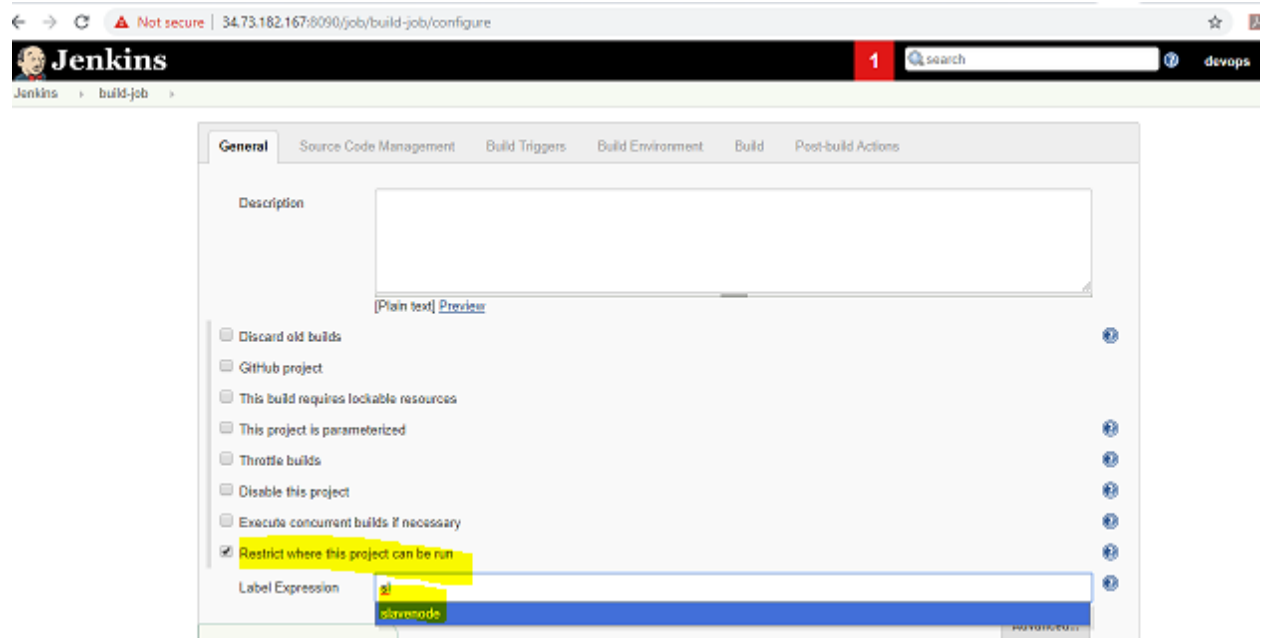 Not secure | 34.73.182.167:8090/job/build-job/configure
Jenkins 1 search devops
Jenkins build-job
General Source Code Management Build Triggers Build Environment Build Post-build Actions
Description
[Plain text] Preview
Discard old builds
GitHub project
This build requires lockable resources
This project is parameterized
Throttle builds
Disable this project
Execute concurrent builds if necessary
Restrict where this project can be run
Label Expression sl
slavenode
Advanced...